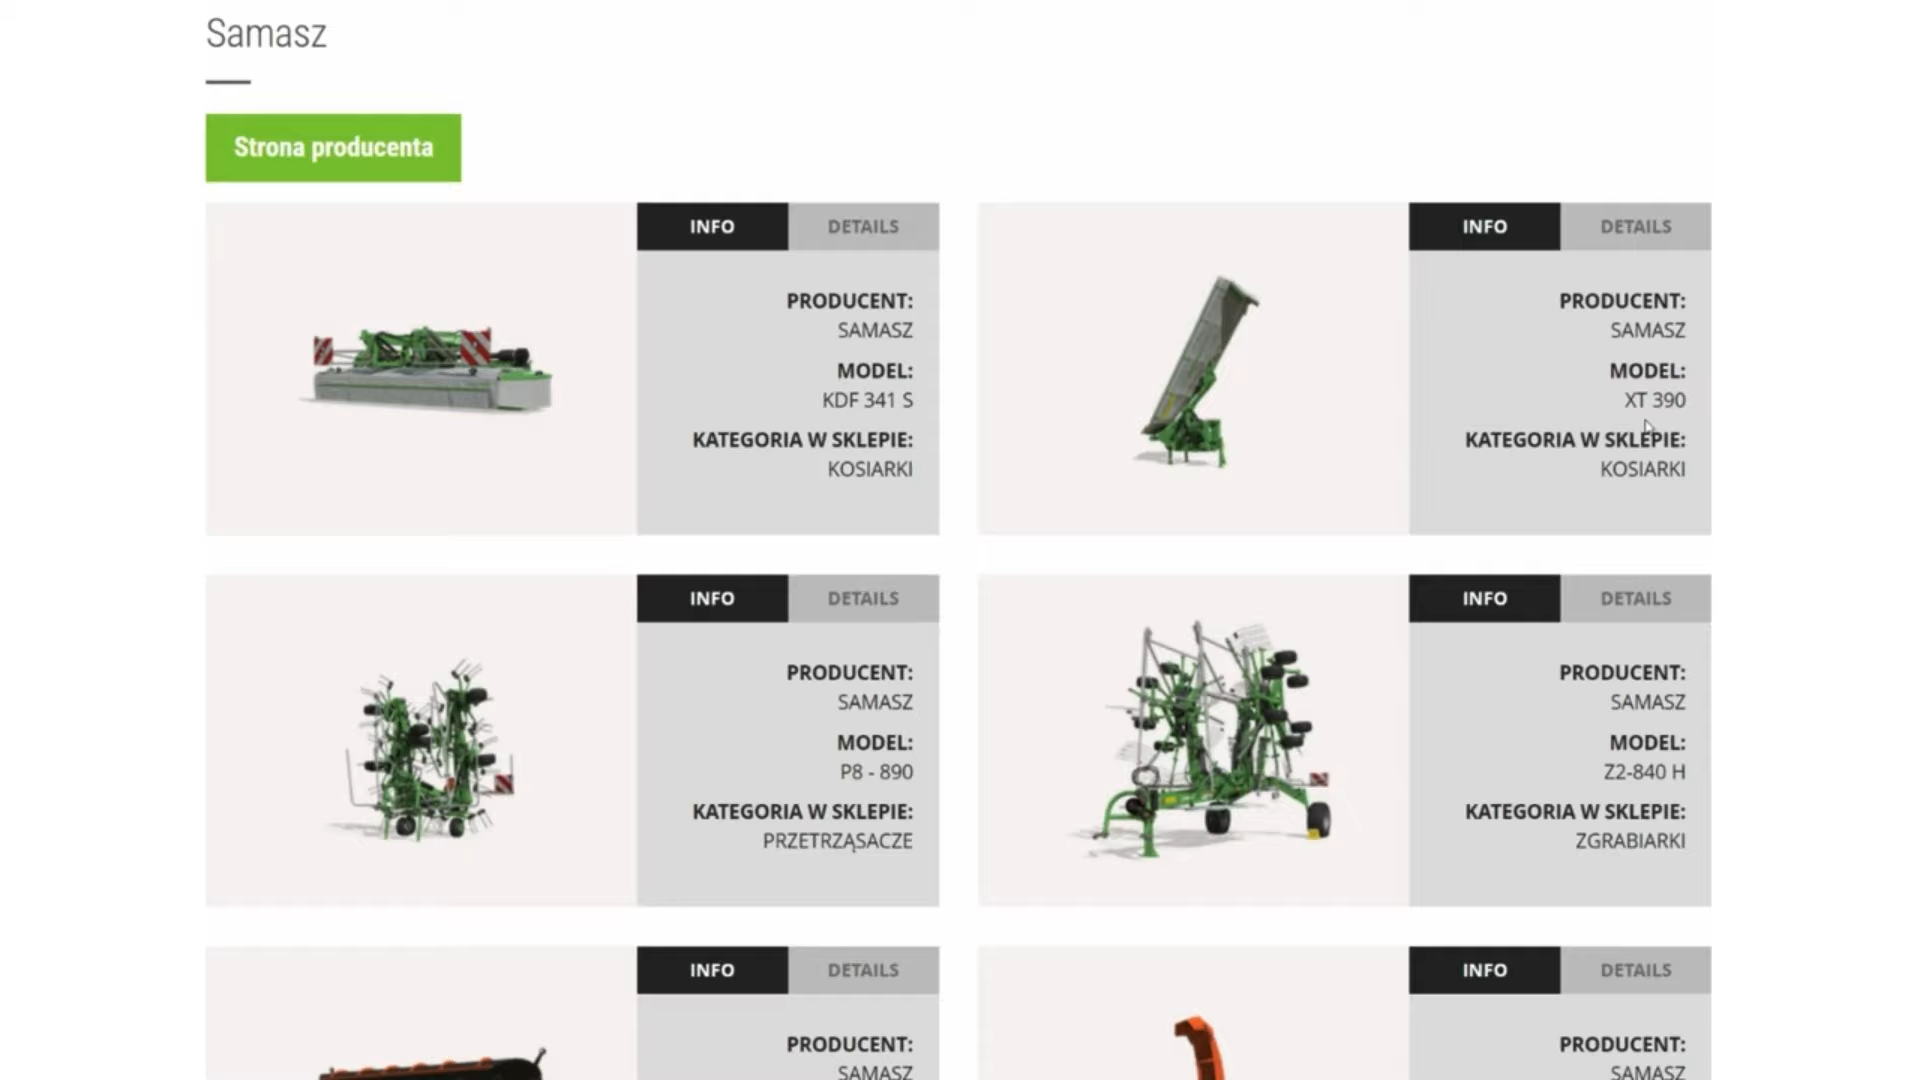 Samasz
Strona producenta
INFO DETAILS
PRODUCENT:
SAMASZ
MODEL:
KDF 341 S
KATEGORIA W SKLEPIE:
KOSIARKI
INFO DETAILS
PRODUCENT:
SAMASZ
MODEL:
XT 390
KATEGORIA W SKLEPIE:
KOSIARKI
INFO DETAILS
PRODUCENT:
SAMASZ
MODEL:
P8 - 890
KATEGORIA W SKLEPIE:
PRZETRZĄSACZE
INFO DETAILS
PRODUCENT:
SAMASZ
MODEL:
Z2-840 H
KATEGORIA W SKLEPIE:
ZGRABIARKI
INFO DETAILS
PRODUCENT:
SAMASZ
INFO DETAILS
PRODUCENT:
SAMASZ